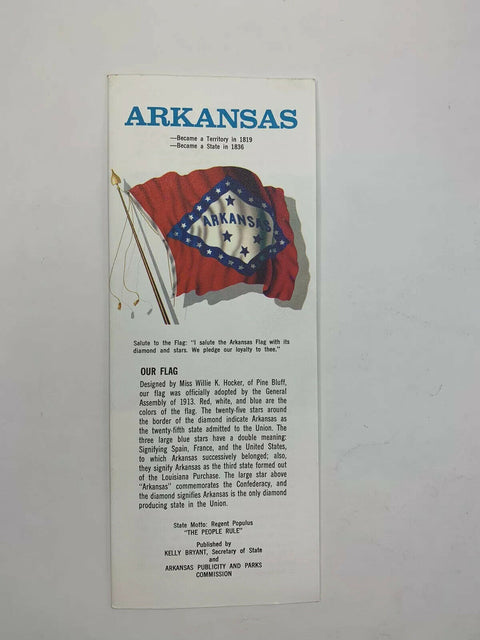 ARKANSAS
—Became a Territory in 1819
—Became a State in 1836
ARKANSAS
Salute to the Flag: "I salute the Arkansas Flag with its
diamond and stars. We pledge our loyalty to thee."
OUR FLAG
Designed by Miss Willie K. Hocker, of Pine Bluff,
our flag was officially adopted by the General
Assembly of 1913. Red, white, and blue are the
colors of the flag. The twenty-five stars around
the border of the diamond indicate Arkansas as
the twenty-fifth state admitted to the Union. The
three large blue stars have a double meaning:
Signifying Spain, France, and the United States,
to which Arkansas successively belonged; also,
they signify Arkansas as the third state formed out
of the Louisiana Purchase. The large star above
"Arkansas" commemorates the Confederacy, and
the diamond signifies Arkansas is the only diamond
producing state in the Union.
State Motto: Regent Populus
"THE PEOPLE RULE"
Published by
KELLY BRYANT, Secretary of State
and
ARKANSAS PUBLICITY AND PARKS
COMMISSION